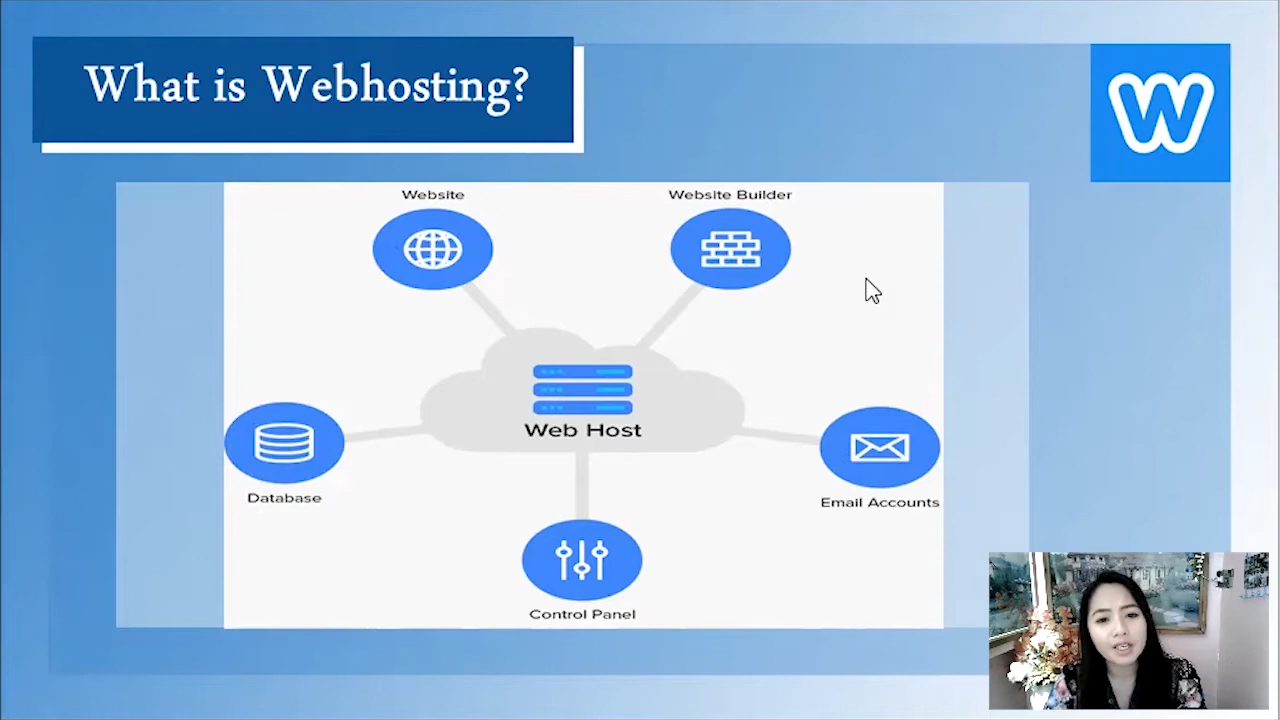 What is Webhosting?
W
Website
Website Builder
Web Host
Database
Email Accounts
Control Panel